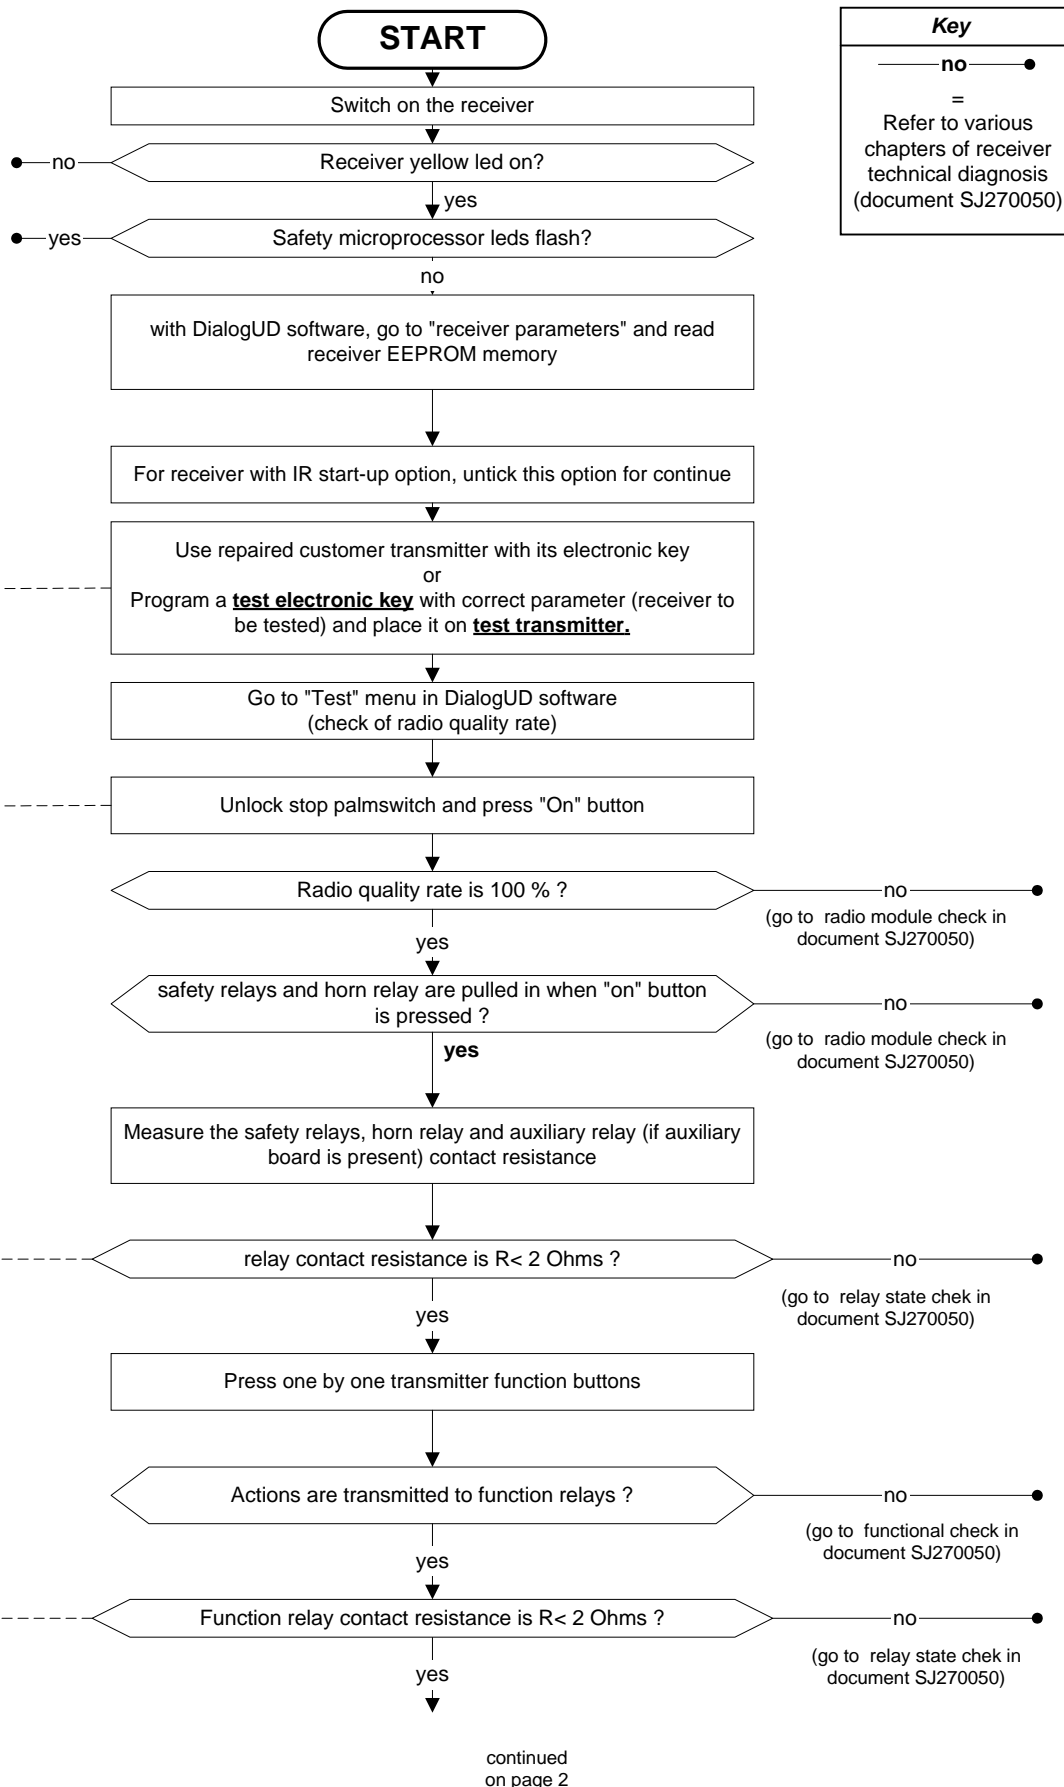 START
Key
no
=
Refer to various
chapters of receiver
technical diagnosis
(document SJ270050)
Switch on the receiver
Receiver yellow led on?
no
yes
Safety microprocessor leds flash?
yes
no
with DialogUD software, go to "receiver parameters" and read
receiver EEPROM memory
For receiver with IR start-up option, untick this option for continue
Use repaired customer transmitter with its electronic key
or
Program a test electronic key with correct parameter (receiver to
be tested) and place it on test transmitter.
Go to "Test" menu in DialogUD software
(check of radio quality rate)
Unlock stop palmswitch and press "On" button
Radio quality rate is 100 % ?
no
(go to  radio module check in
document SJ270050)
yes
safety relays and horn relay are pulled in when "on" button
is pressed ?
no
(go to  radio module check in
document SJ270050)
yes
Measure the safety relays, horn relay and auxiliary relay (if auxiliary
board is present) contact resistance
relay contact resistance is R< 2 Ohms ?
no
(go to  relay state chek in
document SJ270050)
yes
Press one by one transmitter function buttons
Actions are transmitted to function relays ?
no
(go to  functional check in
document SJ270050)
yes
Function relay contact resistance is R< 2 Ohms ?
no
(go to  relay state chek in
document SJ270050)
yes
continued
on page 2